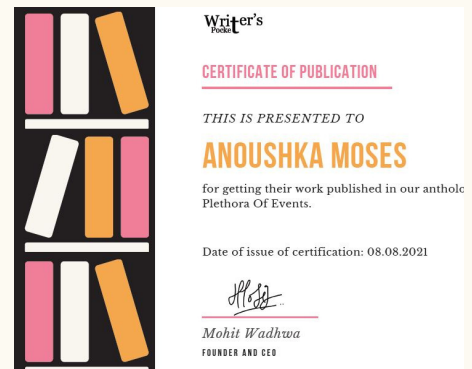 Writer's
Pocket
CERTIFICATE OF PUBLICATION
THIS IS PRESENTED TO
ANOUSHKA MOSES
for getting their work published in our antholo
Plethora Of Events.
Date of issue of certification: 08.08.2021
Mohit Wadhwa
FOUNDER AND CEO